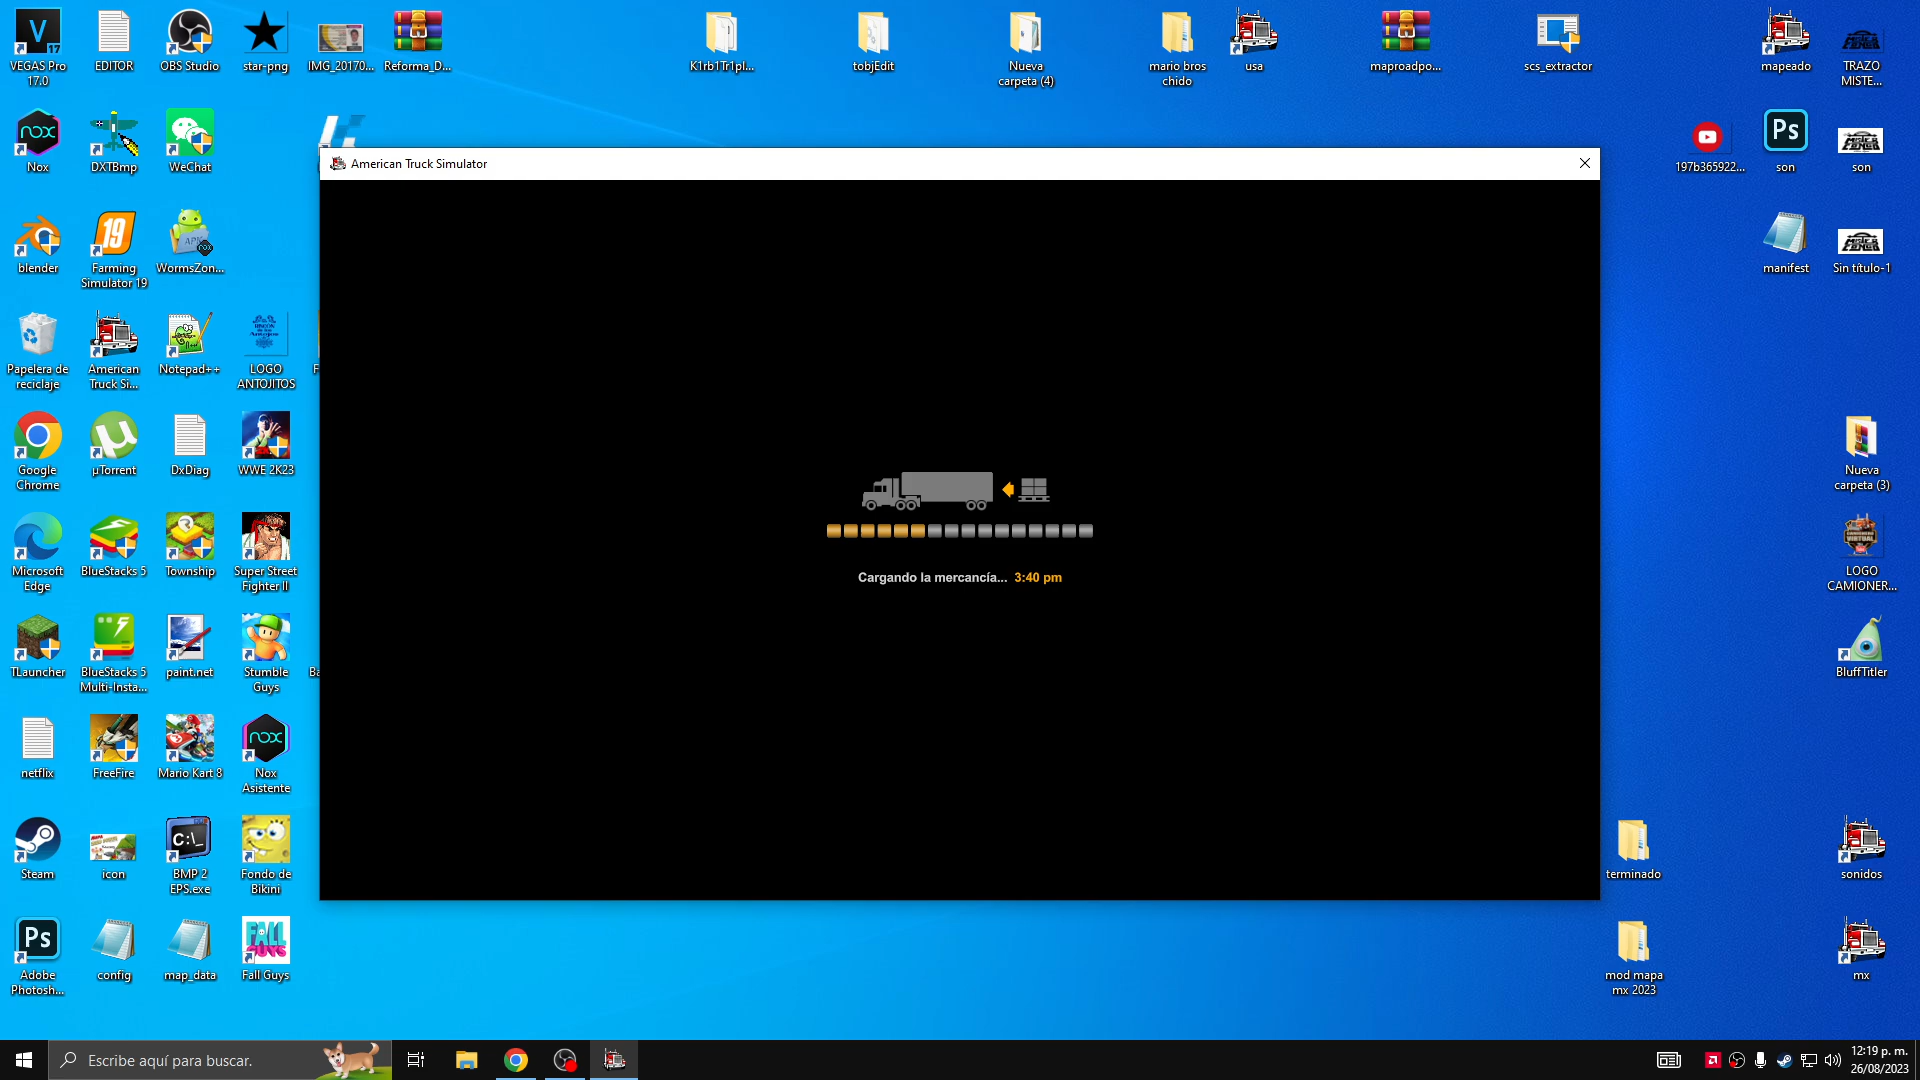 VEGAS Pro
17.0
EDITOR
OBS Studio
star-png
IMG_20170...
Reforma_D...
K1rb1Tr1pl...
tobjEdit
Nueva
carpeta (4)
mario bros
chido
usa
maproadpo...
scs_extractor
mapeado
TRAZO
MISTE...
Nox
DXTBmp
WeChat
197b365922...
son
son
American Truck Simulator
blender
Farming
Simulator 19
WormsZon...
manifest
Sin título-1
Papelera de
reciclaje
American
Truck Si...
Notepad++
LOGO
ANTOJITOS
F
Google
Chrome
µTorrent
DxDiag
WWE 2K23
Nueva
carpeta (3)
Cargando la mercancía... 3:40 pm
Microsoft
Edge
BlueStacks 5
Township
Super Street
Fighter II
LOGO
CAMIONER...
TLauncher
BlueStacks 5
Multi-Insta...
paint.net
Stumble
Guys
Ba
BluffTitler
netflix
FreeFire
Mario Kart 8
Nox
Asistente
Steam
icon
BMP 2
EPS.exe
Fondo de
Bikini
terminado
sonidos
Adobe
Photosh...
config
map_data
Fall Guys
mod mapa
mx 2023
mx
Escribe aquí para buscar.
12:19 p. m.
26/08/2023